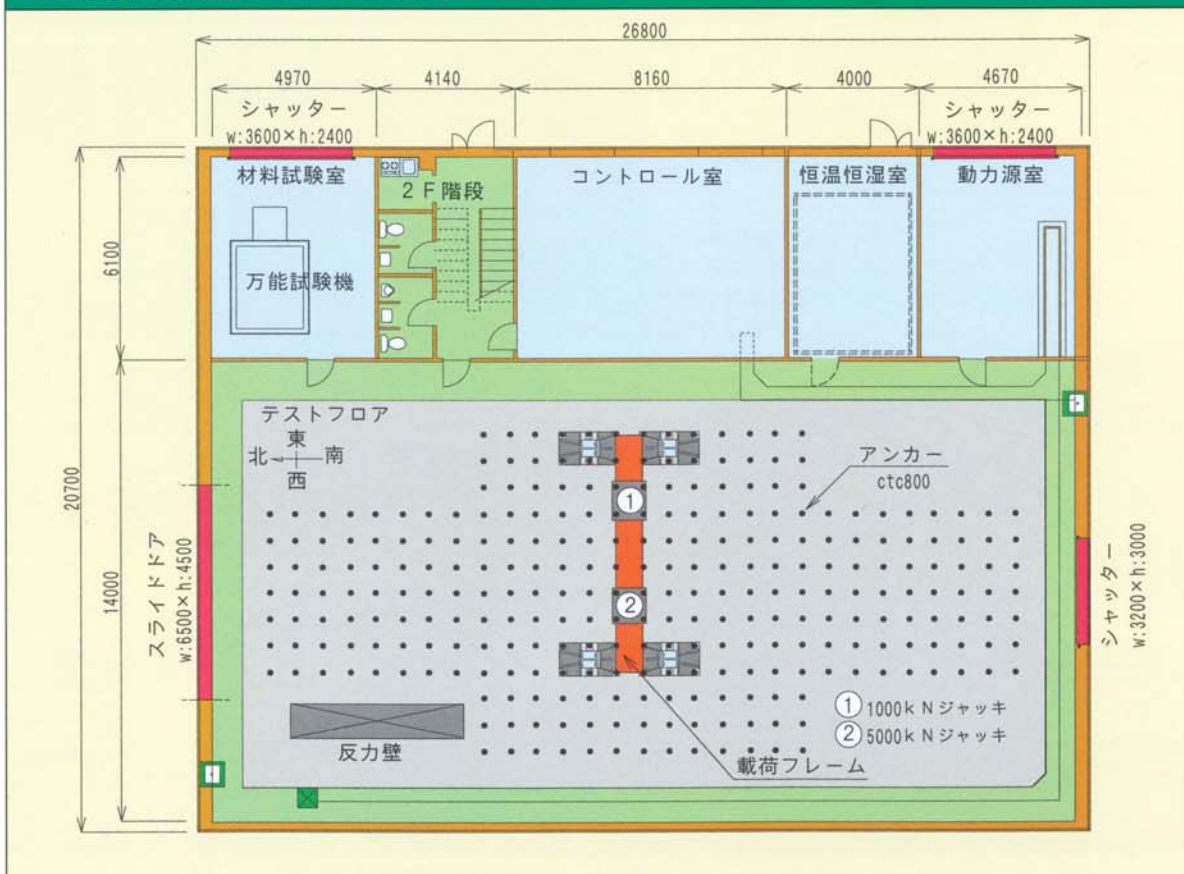 26800
4970
4140
8160
4000
4670
シャッター
w:3600×h:2400
シャッター
w:3600×h:2400
材料試験室
2F階段
コントロール室
恒温恒湿室
動力源室
万能試験機
6100
20700
14000
テストフロア
東
北 南
西
アンカー
ctc800
スライドドア
w:6500×h:4500
シャッター
w:3200×h:3000
①
②
① 1000kNジャッキ
② 5000kNジャッキ
反力壁
載荷フレーム